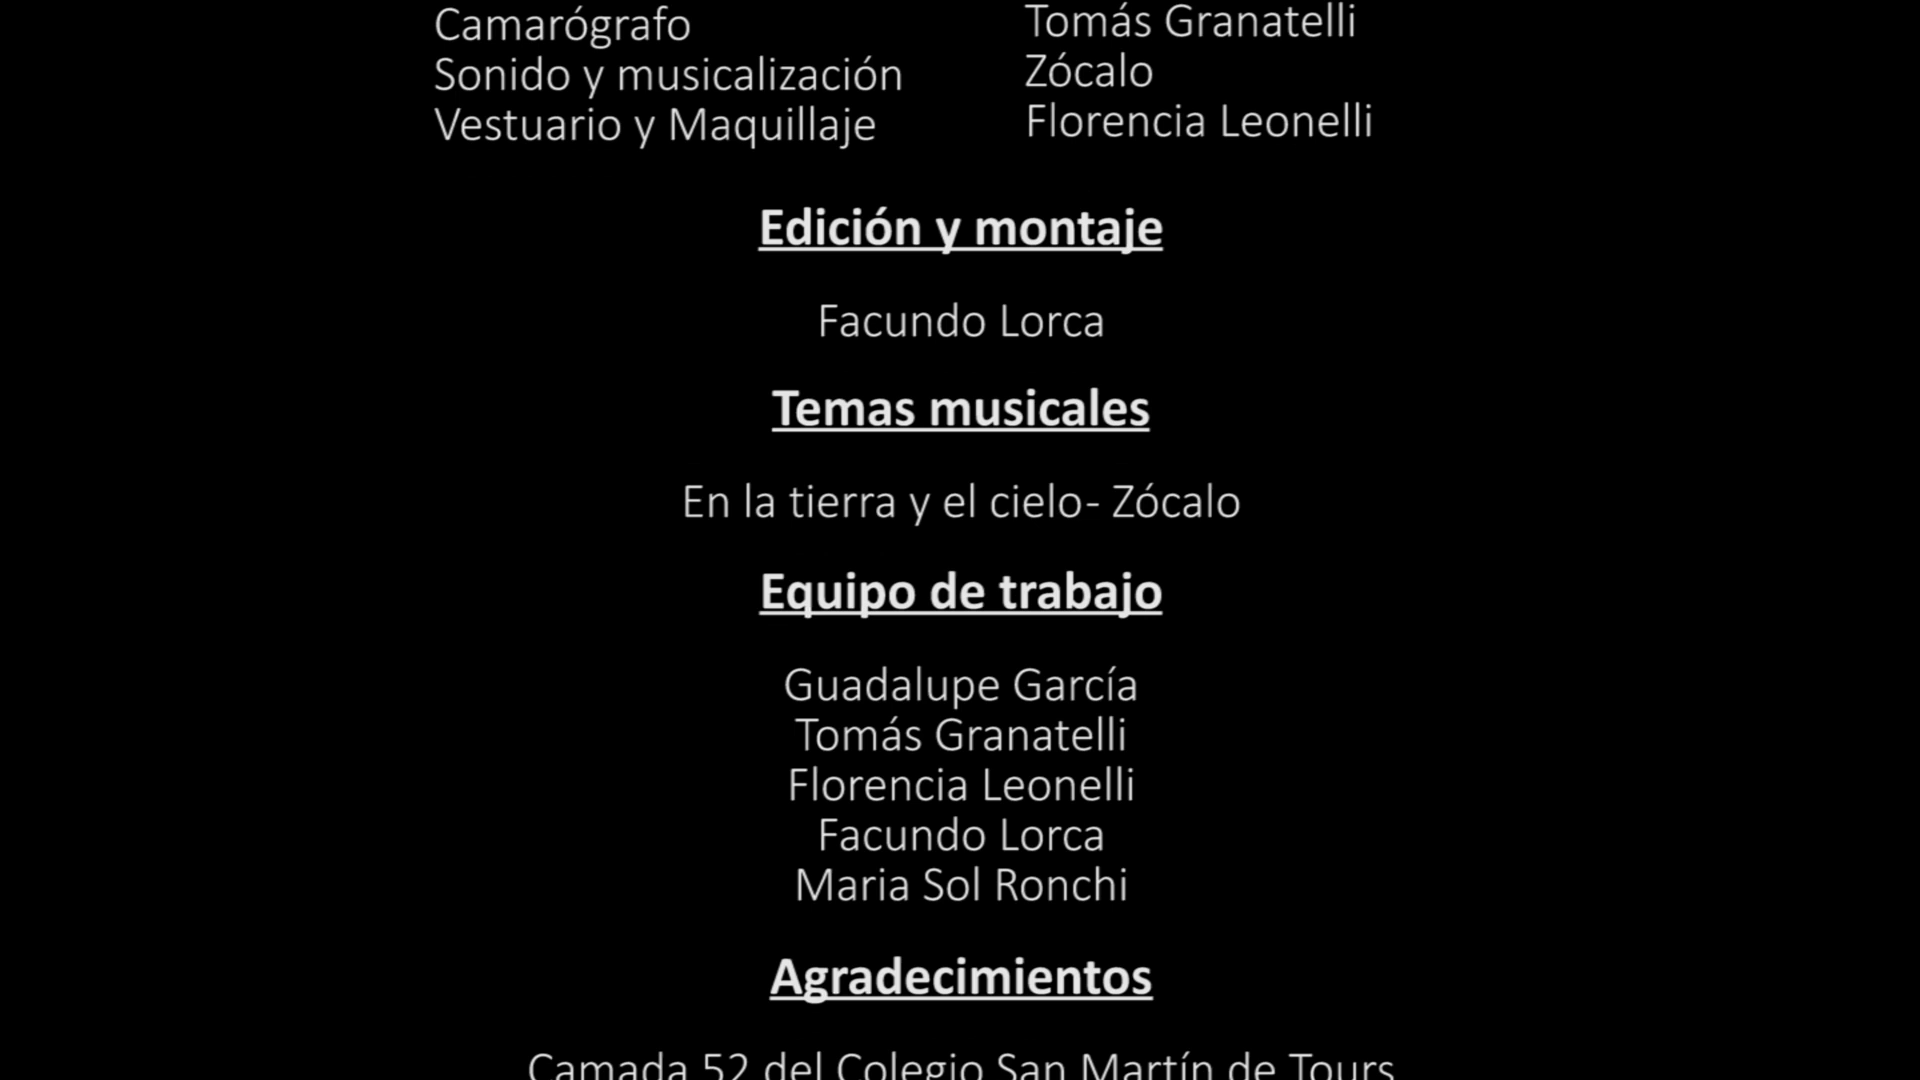 Camarógrafo Tomás Granatelli
Sonido y musicalización Zócalo
Vestuario y Maquillaje Florencia Leonelli
Edición y montaje
Facundo Lorca
Temas musicales
En la tierra y el cielo- Zócalo
Equipo de trabajo
Guadalupe García
Tomás Granatelli
Florencia Leonelli
Facundo Lorca
Maria Sol Ronchi
Agradecimientos
Camada 52 del Colegio San Martín de Tours